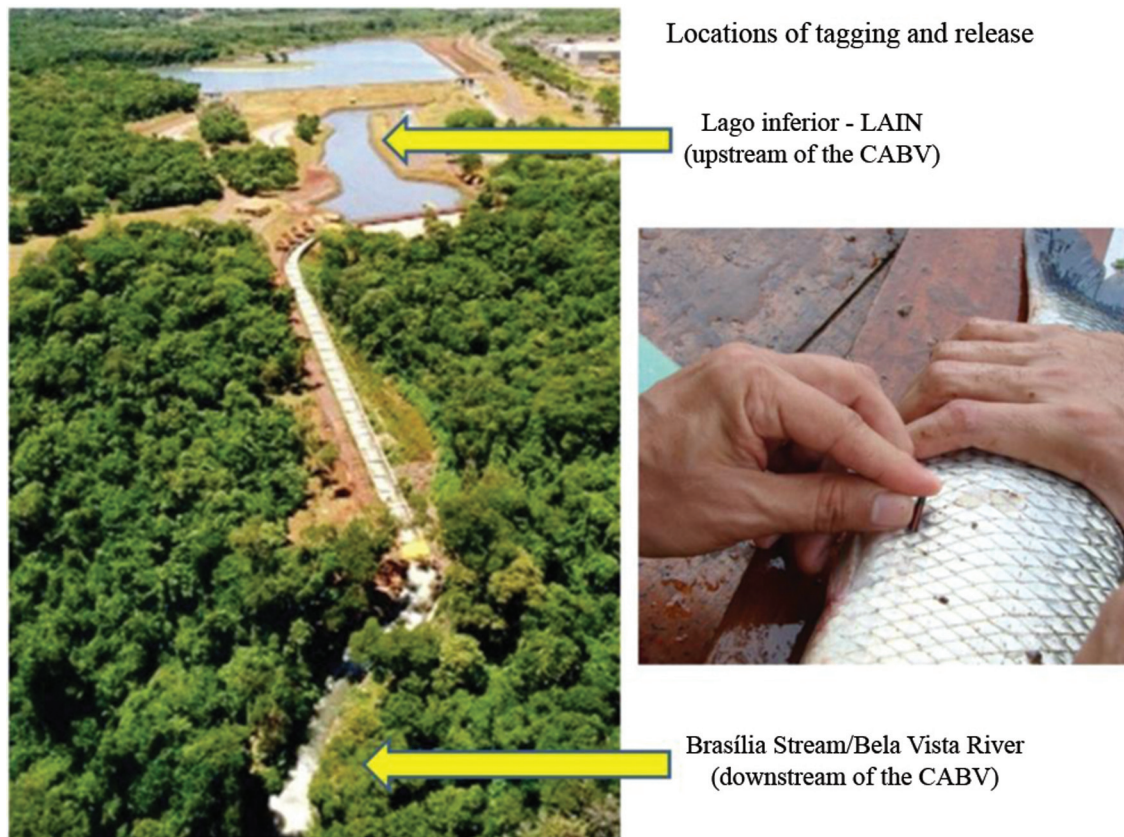 Locations of tagging and release
Lago inferior - LAIN
(upstream of the CABV)
Brasília Stream/Bela Vista River
(downstream of the CABV)